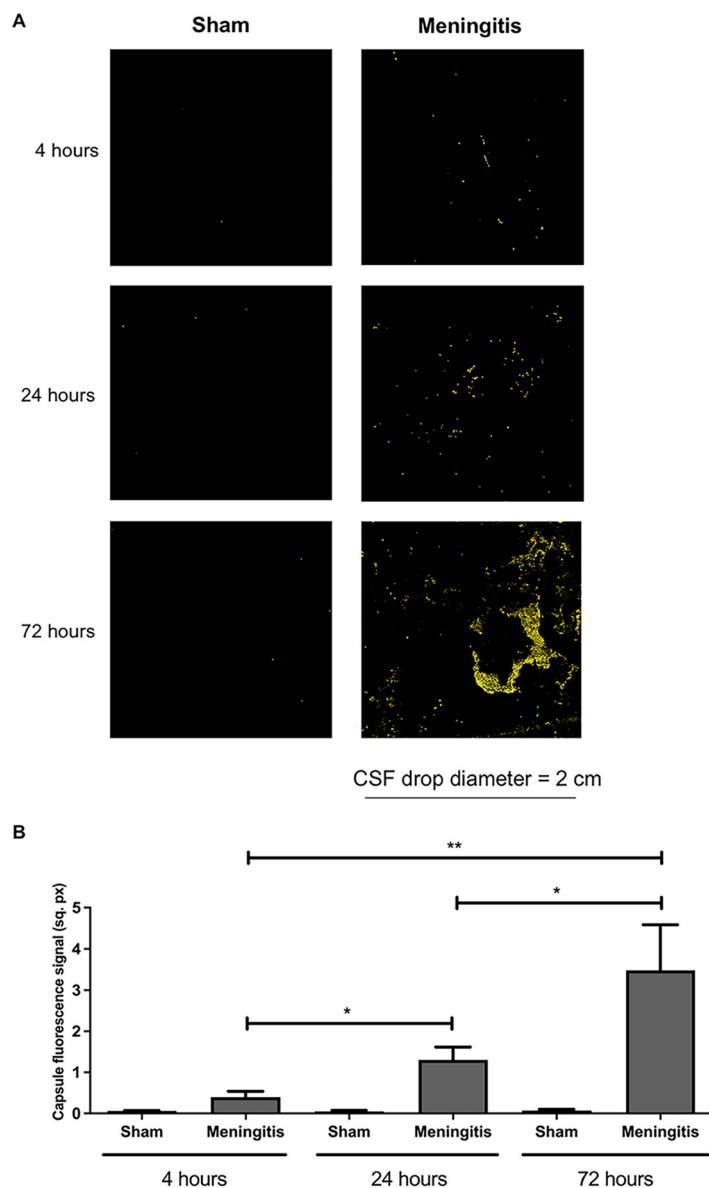 A
Sham Meningitis
4 hours
24 hours
72 hours
CSF drop diameter = 2 cm
B
**
*
*
Capsule fluorescence signal (sq. px)
5
4
3
2
1
0
Sham Meningitis Sham Meningitis Sham Meningitis
4 hours 24 hours 72 hours